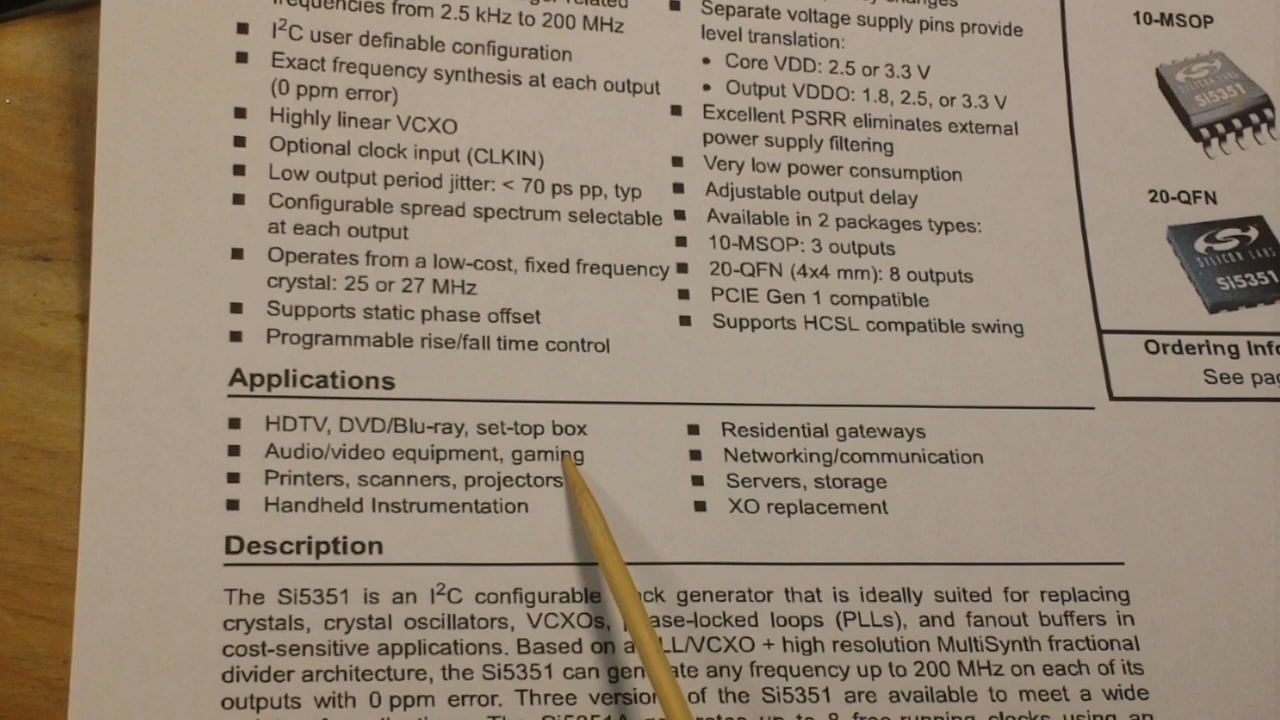 frequencies from 2.5 kHz to 200 MHz
I²C user definable configuration
Exact frequency synthesis at each output
(0 ppm error)
Highly linear VCXO
Optional clock input (CLKIN)
Low output period jitter: < 70 ps pp, typ
Configurable spread spectrum selectable
at each output
Operates from a low-cost, fixed frequency
crystal: 25 or 27 MHz
Supports static phase offset
Programmable rise/fall time control
Separate voltage supply pins provide
level translation:
Core VDD: 2.5 or 3.3 V
Output VDDO: 1.8, 2.5, or 3.3 V
Excellent PSRR eliminates external
power supply filtering
Very low power consumption
Adjustable output delay
Available in 2 packages types:
10-MSOP: 3 outputs
20-QFN (4x4 mm): 8 outputs
PCIE Gen 1 compatible
Supports HCSL compatible swing
10-MSOP
SILICON LABS
Si5351
20-QFN
SILICON LABS
Si5351
Ordering
See
Applications
HDTV, DVD/Blu-ray, set-top box
Audio/video equipment, gaming
Printers, scanners, projectors
Handheld Instrumentation
Residential gateways
Networking/communication
Servers, storage
XO replacement
Description
The Si5351 is an I²C configurable generator that is ideally suited for replacing
crystals, crystal oscillators, VCXOs, phase-locked loops (PLLs), and fanout buffers in
cost-sensitive applications. Based on a PLL/VCXO + high resolution MultiSynth fractional
divider architecture, the Si5351 can generate any frequency up to 200 MHz on each of its
outputs with 0 ppm error. Three versions of the Si5351 are available to meet a wide